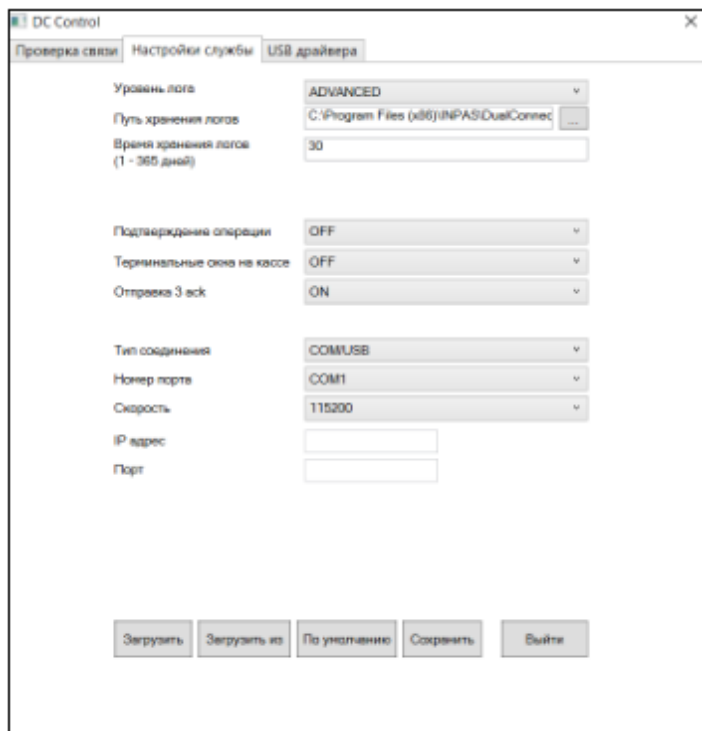 DC Control
Проверка связи Настройки службы USB драйвера
Уровень лога ADVANCED
Путь хранения логов C:\Program Files (x86)\INPAS\DualConnec ...
Время хранения логов 30
(1 - 365 дней)
Подтверждение операции OFF
Терминальные окна на кассе OFF
Отправка 3 ack ON
Тип соединения COM/USB
Номер порта COM1
Скорость 115200
IP адрес
Порт
Загрузить Загрузить из По умолчанию Сохранить Выйти